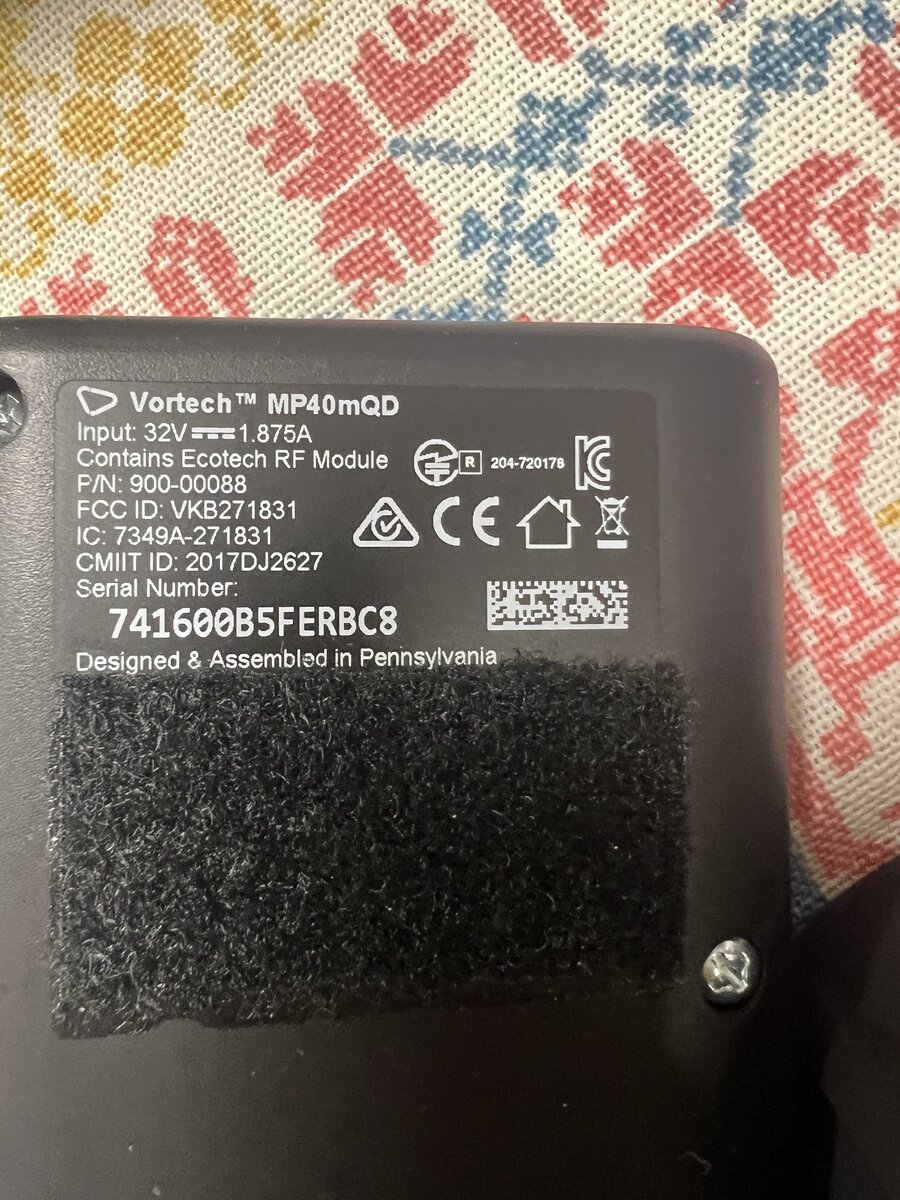 Vortech™ MP40mQD
Input: 32V⎓1.875A
Contains Ecotech RF Module
R 204-720178
P/N: 900-00088
FCC ID: VKB271831
IC: 7349A-271831
CMIIT ID: 2017DJ2627
CE
Serial Number:
741600B5FERBC8
Designed & Assembled in Pennsylvania